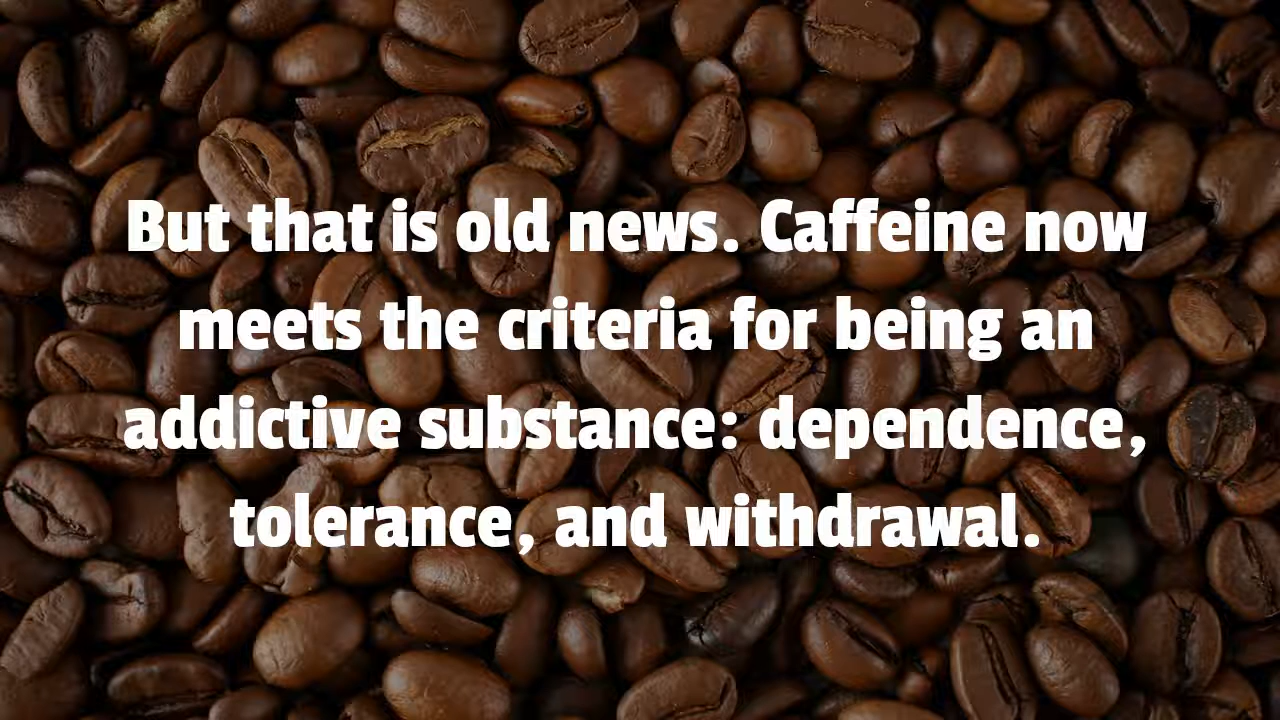 But that is old news. Caffeine now
meets the criteria for being an
addictive substance: dependence,
tolerance, and withdrawal.